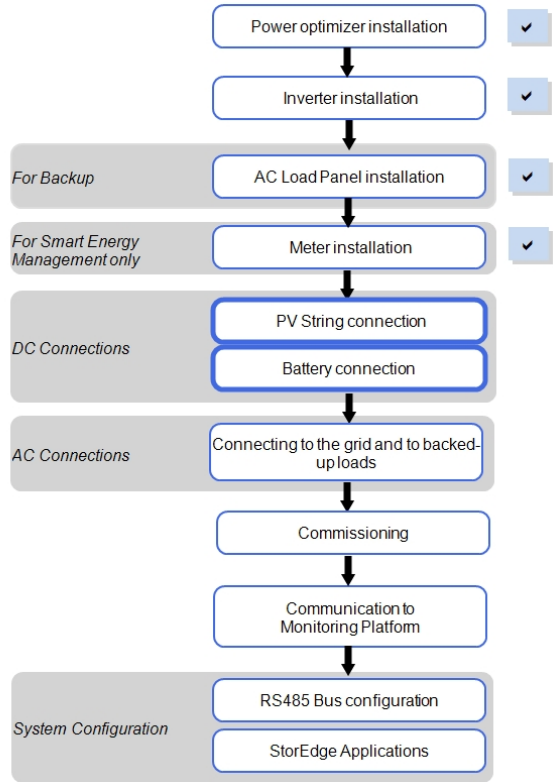 Power optimizer installation
Inverter installation
For Backup
AC Load Panel installation
For Smart Energy
Management only
Meter installation
DC Connections
PV String connection
Battery connection
AC Connections
Connecting to the grid and to backed-
up loads
Commissioning
Communication to
Monitoring Platform
System Configuration
RS485 Bus configuration
StorEdge Applications